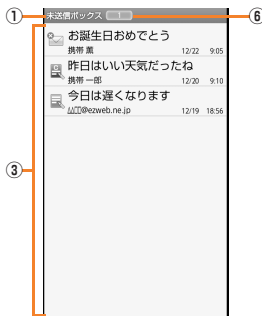 ① 未送信ボックス ⑥
お誕生日おめでとう
携帯 薫 12/22 9:05
昨日はいい天気だったね
携帯 一郎 12/20 9:10
③
今日は遅くなります
△△□@ezweb.ne.jp 12/19 18:56